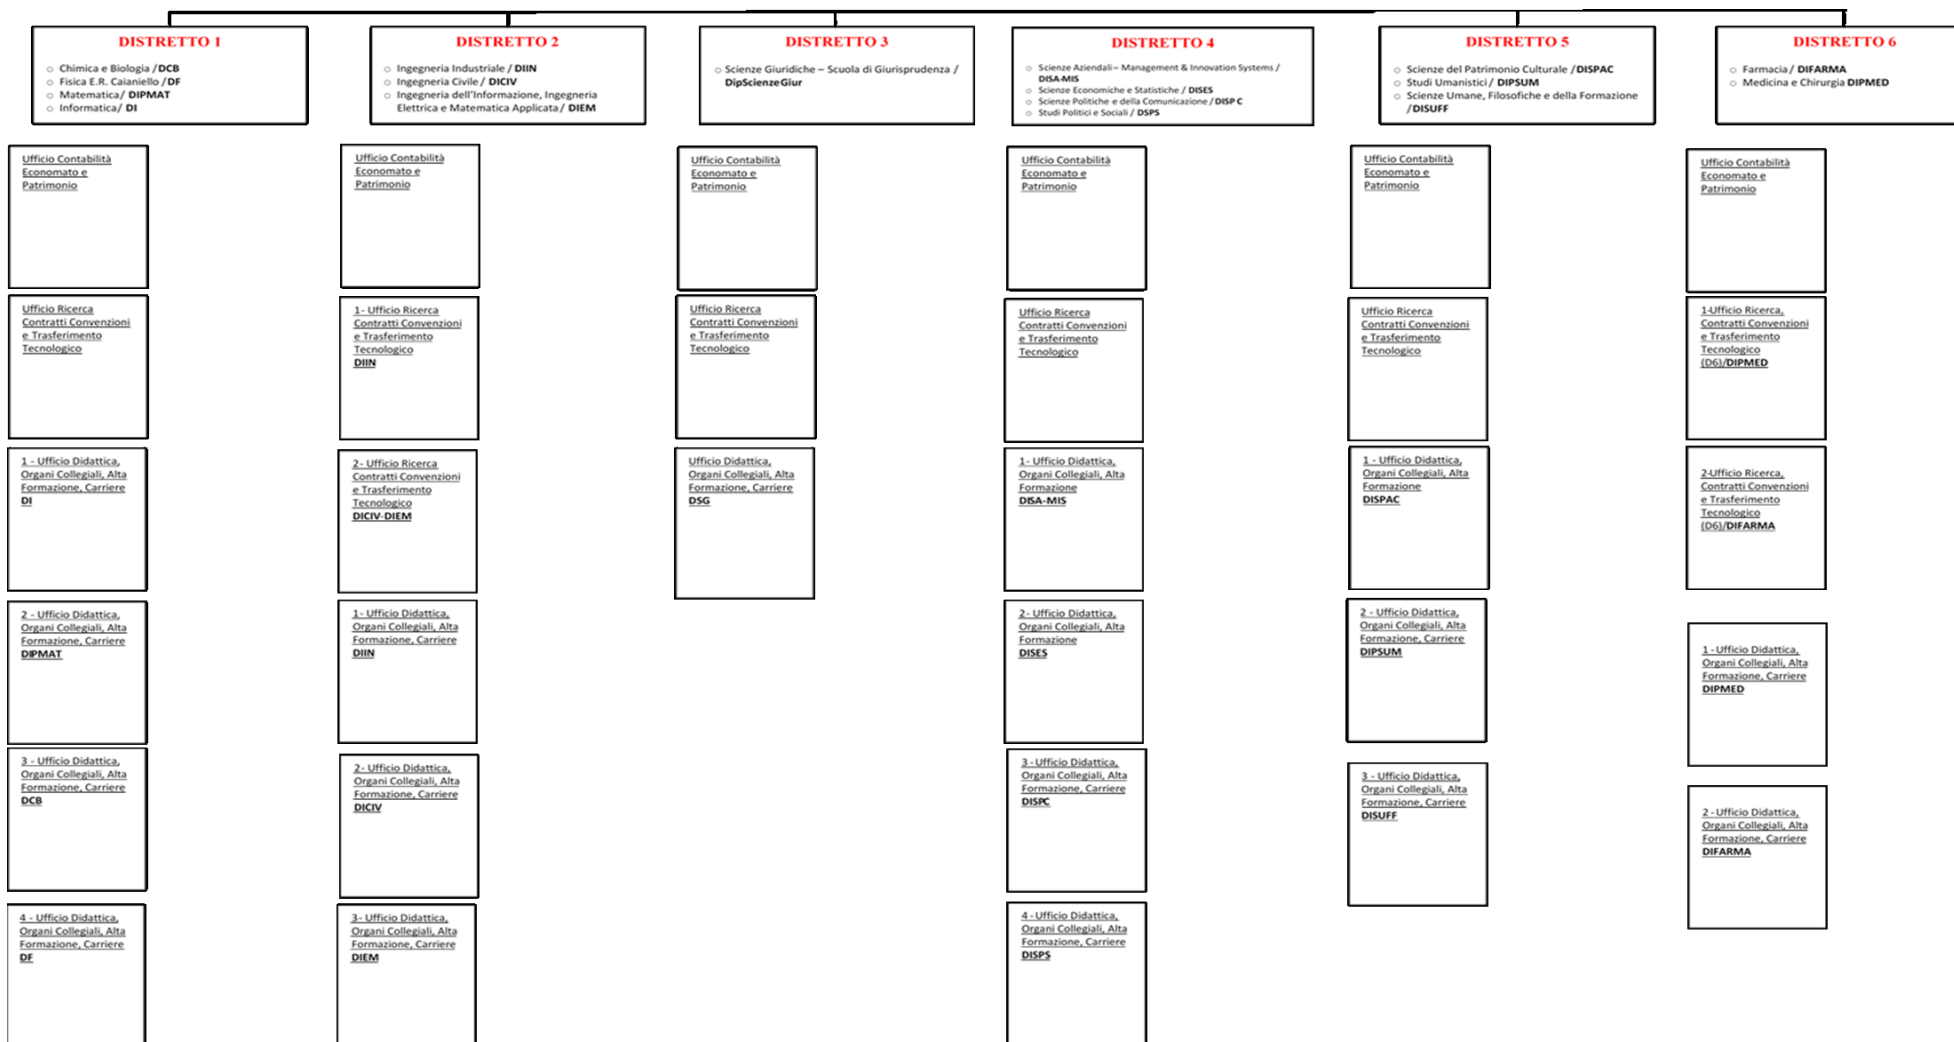 DISTRETTO 1
○ Chimica e Biologia / DCB
○ Fisica E.R. Caianiello / DF
○ Matematica/ DIPMAT
○ Informatica/ DI
DISTRETTO 2
○ Ingegneria Industriale / DIIN
○ Ingegneria Civile / DICIV
○ Ingegneria dell'Informazione, Ingegneria
Elettrica e Matematica Applicata / DIEM
DISTRETTO 3
○ Scienze Giuridiche – Scuola di Giurisprudenza /
DipScienzeGiur
DISTRETTO 4
○ Scienze Aziendali – Management & Innovation Systems /
DISA-MIS
○ Scienze Economiche e Statistiche / DISES
○ Scienze Politiche e della Comunicazione / DISP C
○ Studi Politici e Sociali / DSPS
DISTRETTO 5
○ Scienze del Patrimonio Culturale /DISPAC
○ Studi Umanistici / DIPSUM
○ Scienze Umane, Filosofiche e della Formazione
/DISUFF
DISTRETTO 6
○ Farmacia/ DIFARMA
○ Medicina e Chirurgia DIPMED
Ufficio Contabilità
Economato e
Patrimonio
Ufficio Ricerca
Contratti Convenzioni
e Trasferimento
Tecnologico
1 - Ufficio Didattica,
Organi Collegiali, Alta
Formazione, Carriere
DI
2 - Ufficio Didattica,
Organi Collegiali, Alta
Formazione, Carriere
DIPMAT
3 - Ufficio Didattica,
Organi Collegiali, Alta
Formazione, Carriere
DCB
4 - Ufficio Didattica,
Organi Collegiali, Alta
Formazione, Carriere
DF
Ufficio Contabilità
Economato e
Patrimonio
1- Ufficio Ricerca
Contratti Convenzioni
e Trasferimento
Tecnologico
DIIN
2- Ufficio Ricerca
Contratti Convenzioni
e Trasferimento
Tecnologico
DICIV-DIEM
1- Ufficio Didattica,
Organi Collegiali, Alta
Formazione, Carriere
DIIN
2- Ufficio Didattica,
Organi Collegiali, Alta
Formazione, Carriere
DICIV
3- Ufficio Didattica,
Organi Collegiali, Alta
Formazione, Carriere
DIEM
Ufficio Contabilità
Economato e
Patrimonio
Ufficio Ricerca
Contratti Convenzioni
e Trasferimento
Tecnologico
Ufficio Didattica,
Organi Collegiali, Alta
Formazione, Carriere
DSG
Ufficio Contabilità
Economato e
Patrimonio
Ufficio Ricerca
Contratti Convenzioni
e Trasferimento
Tecnologico
1- Ufficio Didattica,
Organi Collegiali, Alta
Formazione
DISA-MIS
2- Ufficio Didattica,
Organi Collegiali, Alta
Formazione
DISES
3 - Ufficio Didattica,
Organi Collegiali, Alta
Formazione, Carriere
DISPC
4 - Ufficio Didattica,
Organi Collegiali, Alta
Formazione, Carriere
DISPS
Ufficio Contabilità
Economato e
Patrimonio
Ufficio Ricerca
Contratti Convenzioni
e Trasferimento
Tecnologico
1 - Ufficio Didattica,
Organi Collegiali, Alta
Formazione
DISPAC
2 - Ufficio Didattica,
Organi Collegiali, Alta
Formazione, Carriere
DIPSUM
3 - Ufficio Didattica,
Organi Collegiali, Alta
Formazione, Carriere
DISUFF
Ufficio Contabilità
Economato e
Patrimonio
1-Ufficio Ricerca,
Contratti Convenzioni
e Trasferimento
Tecnologico
(D6)/DIPMED
2-Ufficio Ricerca,
Contratti Convenzioni
e Trasferimento
Tecnologico
(D6)/DIFARMA
1 - Ufficio Didattica,
Organi Collegiali, Alta
Formazione, Carriere
DIPMED
2 - Ufficio Didattica,
Organi Collegiali, Alta
Formazione, Carriere
DIFARMA